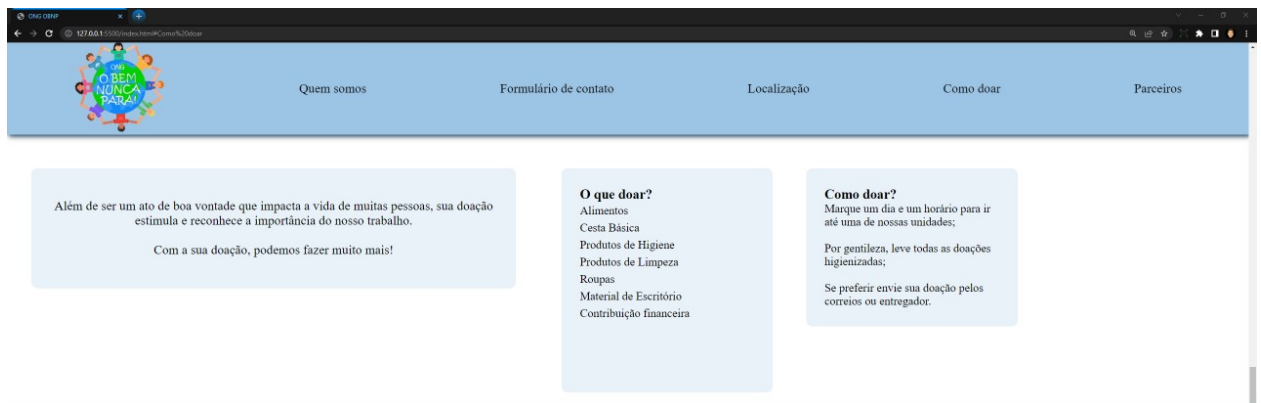 ONG OBNP
127.0.0.1:5500/index.html#Como%20doar
ONG
O BEM
NUNCA
PARA!
Quem somos
Formulário de contato
Localização
Como doar
Parceiros
Além de ser um ato de boa vontade que impacta a vida de muitas pessoas, sua doação
estimula e reconhece a importância do nosso trabalho.
Com a sua doação, podemos fazer muito mais!
O que doar?
Alimentos
Cesta Básica
Produtos de Higiene
Produtos de Limpeza
Roupas
Material de Escritório
Contribuição financeira
Como doar?
Marque um dia e um horário para ir
até uma de nossas unidades;
Por gentileza, leve todas as doações
higienizadas;
Se preferir envie sua doação pelos
correios ou entregador.